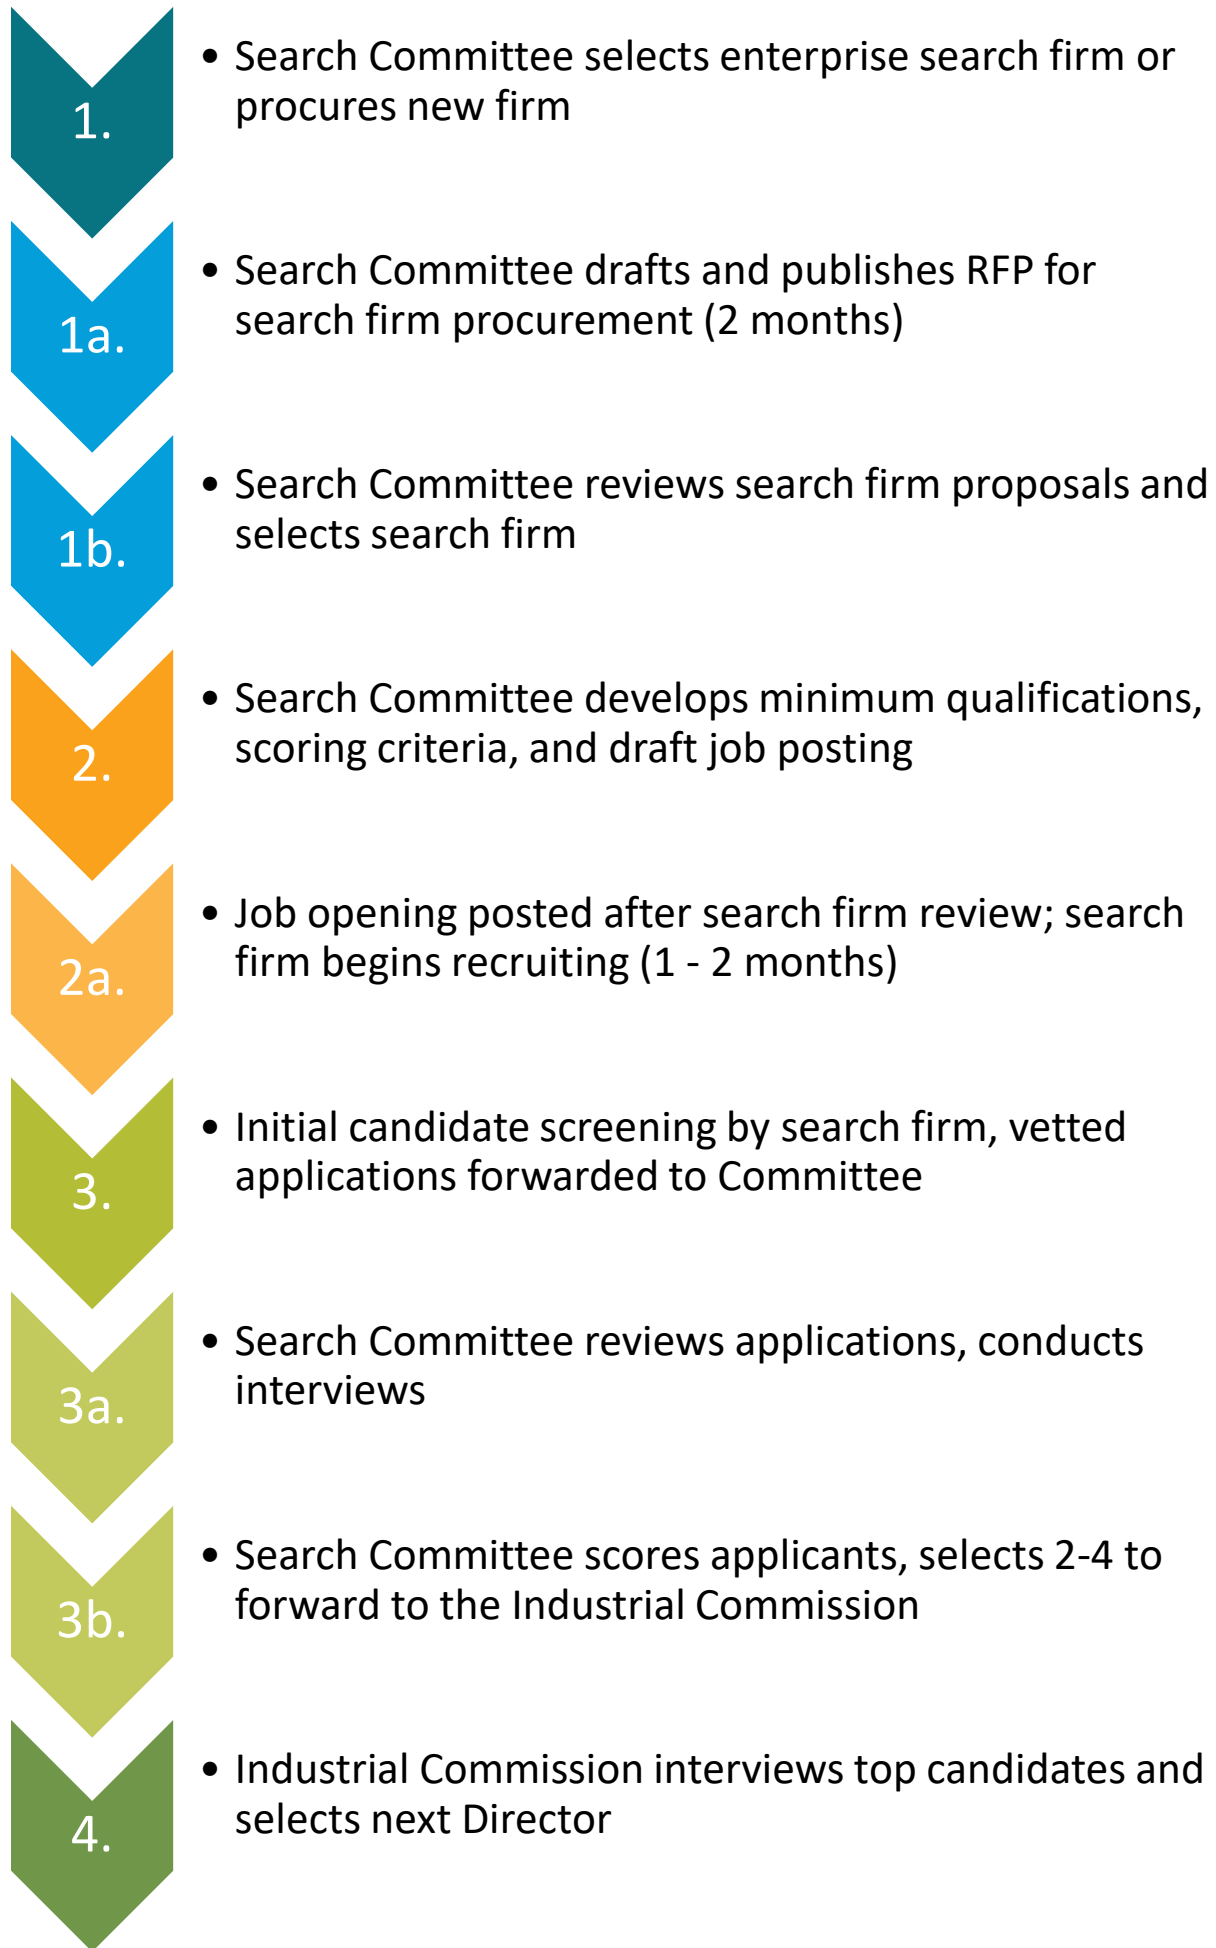 1.
• Search Committee selects enterprise search firm or
procures new firm
1a.
• Search Committee drafts and publishes RFP for
search firm procurement (2 months)
1b.
• Search Committee reviews search firm proposals and
selects search firm
2.
• Search Committee develops minimum qualifications,
scoring criteria, and draft job posting
2a.
• Job opening posted after search firm review; search
firm begins recruiting (1 - 2 months)
3.
• Initial candidate screening by search firm, vetted
applications forwarded to Committee
3a.
• Search Committee reviews applications, conducts
interviews
3b.
• Search Committee scores applicants, selects 2-4 to
forward to the Industrial Commission
4.
• Industrial Commission interviews top candidates and
selects next Director